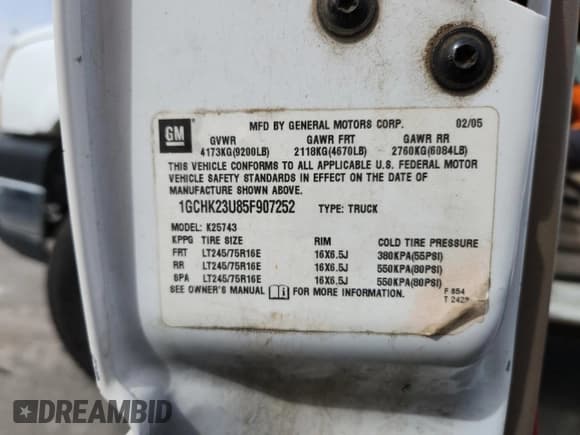 GM
MFD BY GENERAL MOTORS CORP. 02/05
GVWR GAWR FRT GAWR RR
4173KG(9200LB) 2118KG(4670LB) 2760KG(6084LB)
THIS VEHICLE CONFORMS TO ALL APPLICABLE U.S. FEDERAL MOTOR
VEHICLE SAFETY STANDARDS IN EFFECT ON THE DATE OF
MANUFACTURE SHOWN ABOVE.
1GCHK23U85F907252 TYPE: TRUCK
MODEL: K25743
KPPG TIRE SIZE RIM COLD TIRE PRESSURE
FRT LT245/75R16E 16X6.5J 380KPA(55PSI)
RR LT245/75R16E 16X6.5J 550KPA(80PSI)
SPA LT245/75R16E 16X6.5J 550KPA(80PSI)
SEE OWNER'S MANUAL FOR MORE INFORMATION.
F 854
T 2428
DREAMBID